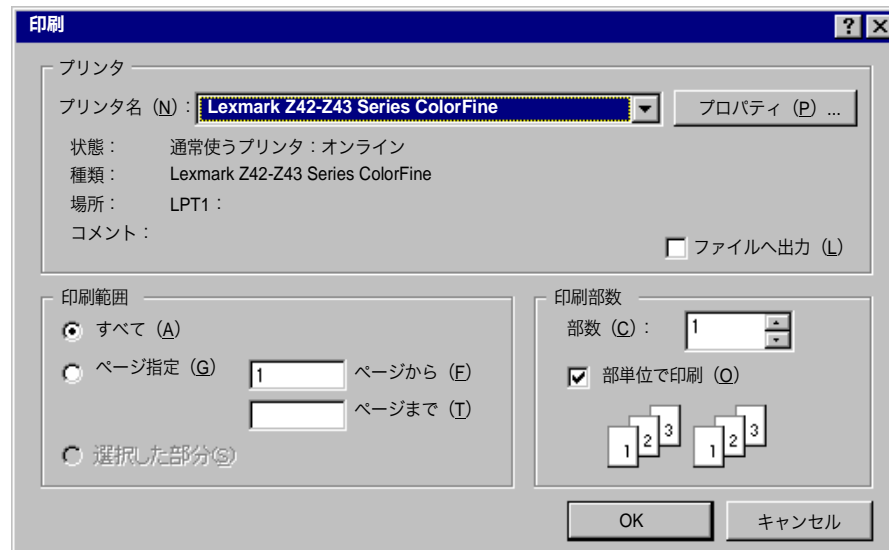 印刷
プリンタ
プリンタ名（N）：Lexmark Z42-Z43 Series ColorFine プロパティ（P）...
状態： 通常使うプリンタ：オンライン
種類： Lexmark Z42-Z43 Series ColorFine
場所： LPT1：
コメント：
ファイルへ出力（L）
印刷範囲
すべて（A）
ページ指定（G） 1 ページから（F）
ページまで（T）
選択した部分(S)
印刷部数
部数（C）： 1
部単位で印刷（O）
1 2 3 1 2 3
OK キャンセル